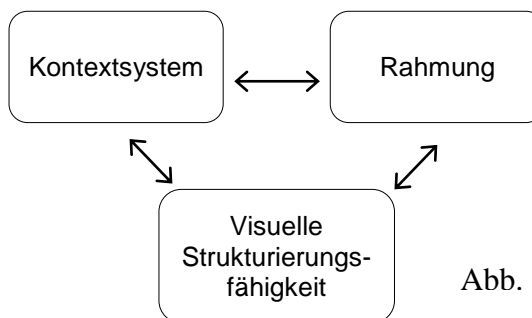 Kontextsystem
Rahmung
Visuelle
Strukturierungs-
fähigkeit
Abb.